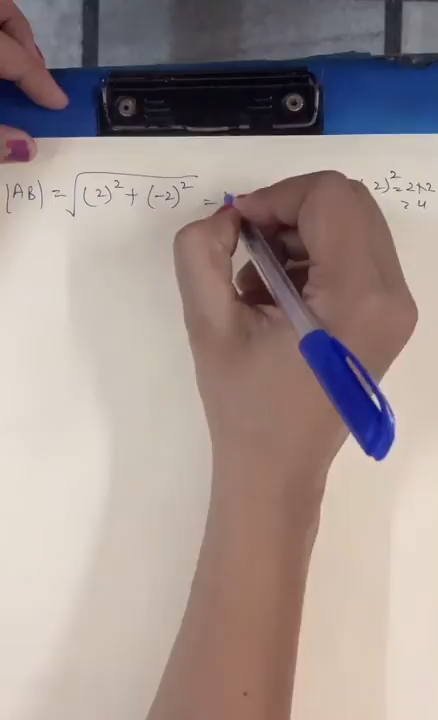 |AB| = √(2)² + (-2)² =
2)² = 2×2
= 4